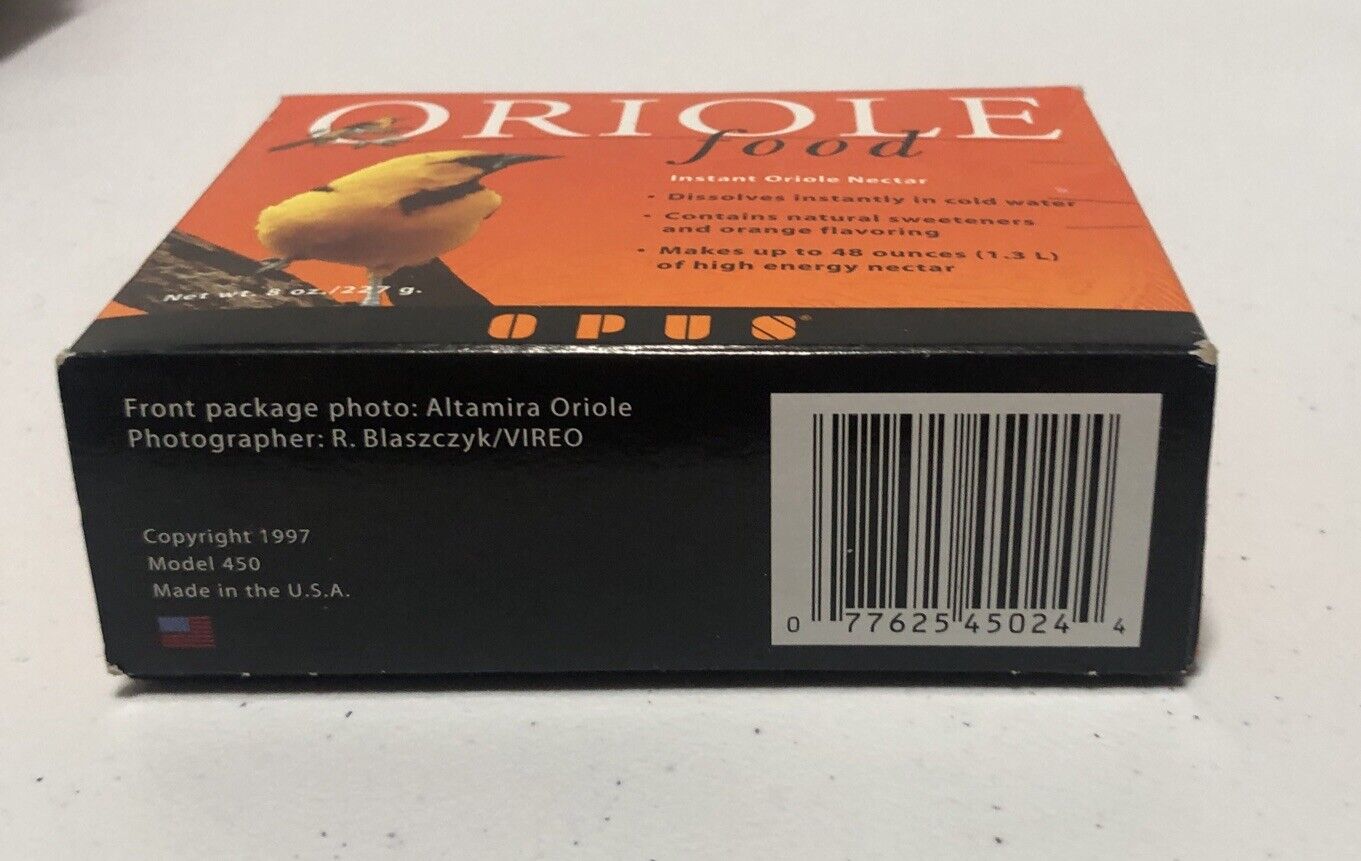 ORIOLE
food
Instant Oriole Nectar
• Dissolves instantly in cold water
• Contains natural sweeteners
and orange flavoring
• Makes up to 48 ounces (1.3 L)
of high energy nectar
Net wt. 8 oz./227 g.
OPUS®
Front package photo: Altamira Oriole
Photographer: R. Blaszczyk/VIREO
Copyright 1997
Model 450
Made in the U.S.A.
0 77625 45024 4